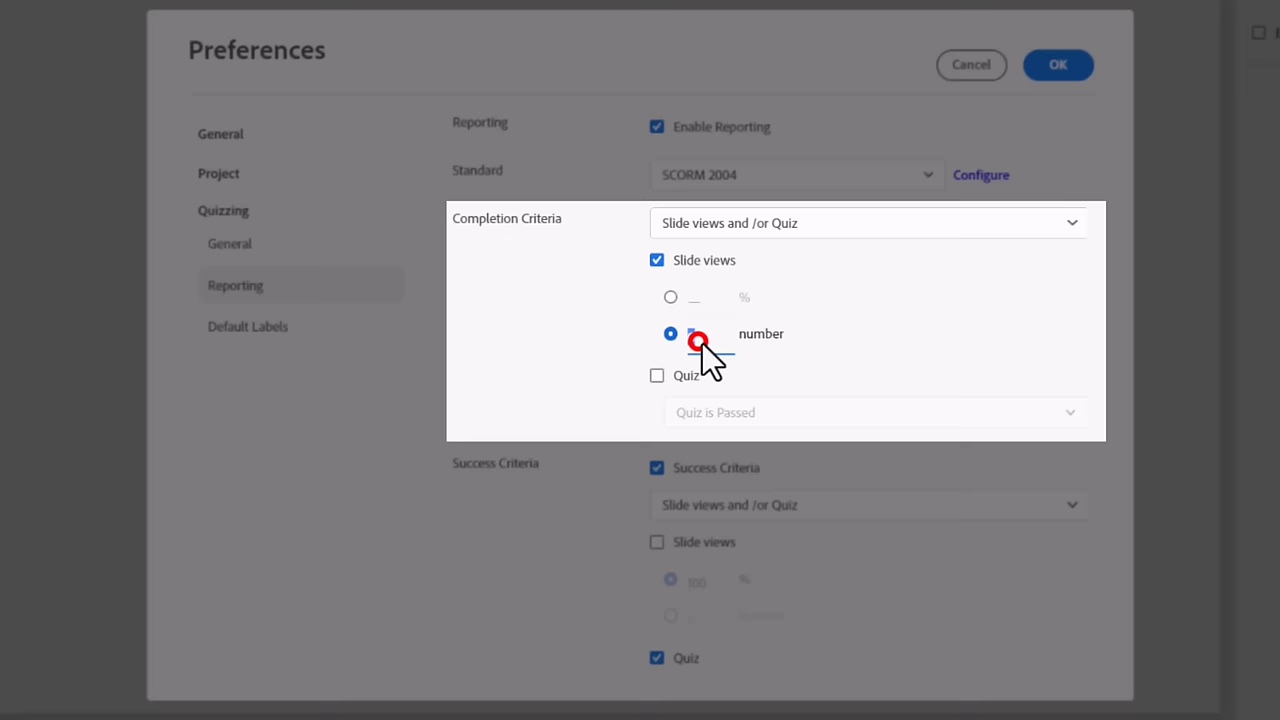 Preferences
Cancel
OK
General
Project
Quizzing
General
Reporting
Default Labels
Reporting
Enable Reporting
Standard
SCORM 2004
Configure
Completion Criteria
Slide views and /or Quiz
Slide views
%
number
Quiz
Quiz is Passed
Success Criteria
Success Criteria
Slide views and /or Quiz
Slide views
100
%
Quiz